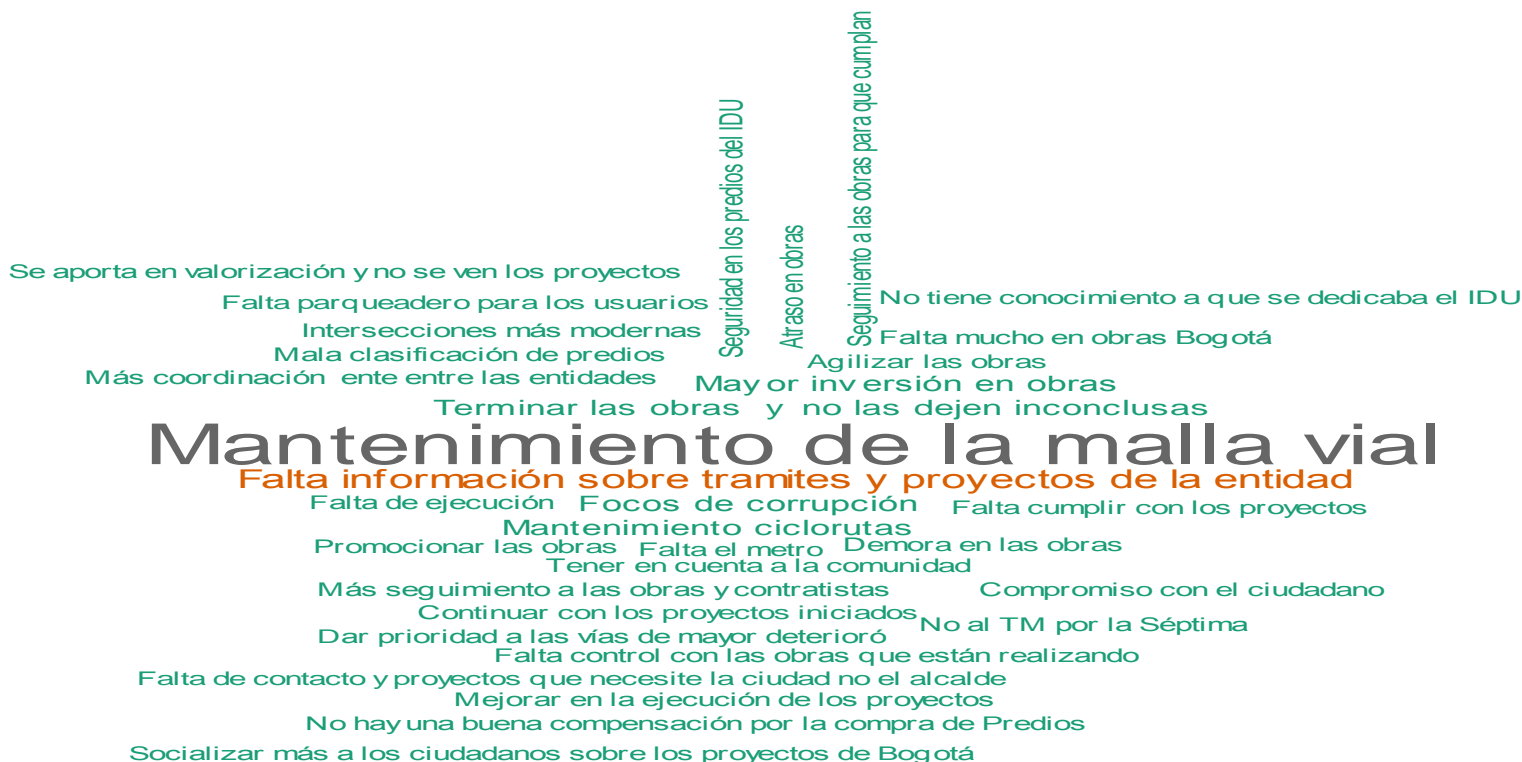 Seguimiento a las obras para que cumplan
Seguridad en los predios del IDU
Atraso en obras
Se aporta en valorización y no se ven los proyectos
Falta parqueadero para los usuarios
No tiene conocimiento a que se dedicaba el IDU
Intersecciones más modernas
Falta mucho en obras Bogotá
Mala clasificación de predios
Agilizar las obras
Más coordinación ente entre las entidades
Mayor inversión en obras
Terminar las obras y no las dejen inconclusas
Mantenimiento de la malla vial
Falta información sobre tramites y proyectos de la entidad
Falta de ejecución
Focos de corrupción
Falta cumplir con los proyectos
Mantenimiento ciclorutas
Promocionar las obras
Falta el metro
Demora en las obras
Tener en cuenta a la comunidad
Más seguimiento a las obras y contratistas
Compromiso con el ciudadano
Continuar con los proyectos iniciados
No al TM por la Séptima
Dar prioridad a las vías de mayor deterioró
Falta control con las obras que están realizando
Falta de contacto y proyectos que necesite la ciudad no el alcalde
Mejorar en la ejecución de los proyectos
No hay una buena compensación por la compra de Predios
Socializar más a los ciudadanos sobre los proyectos de Bogotá